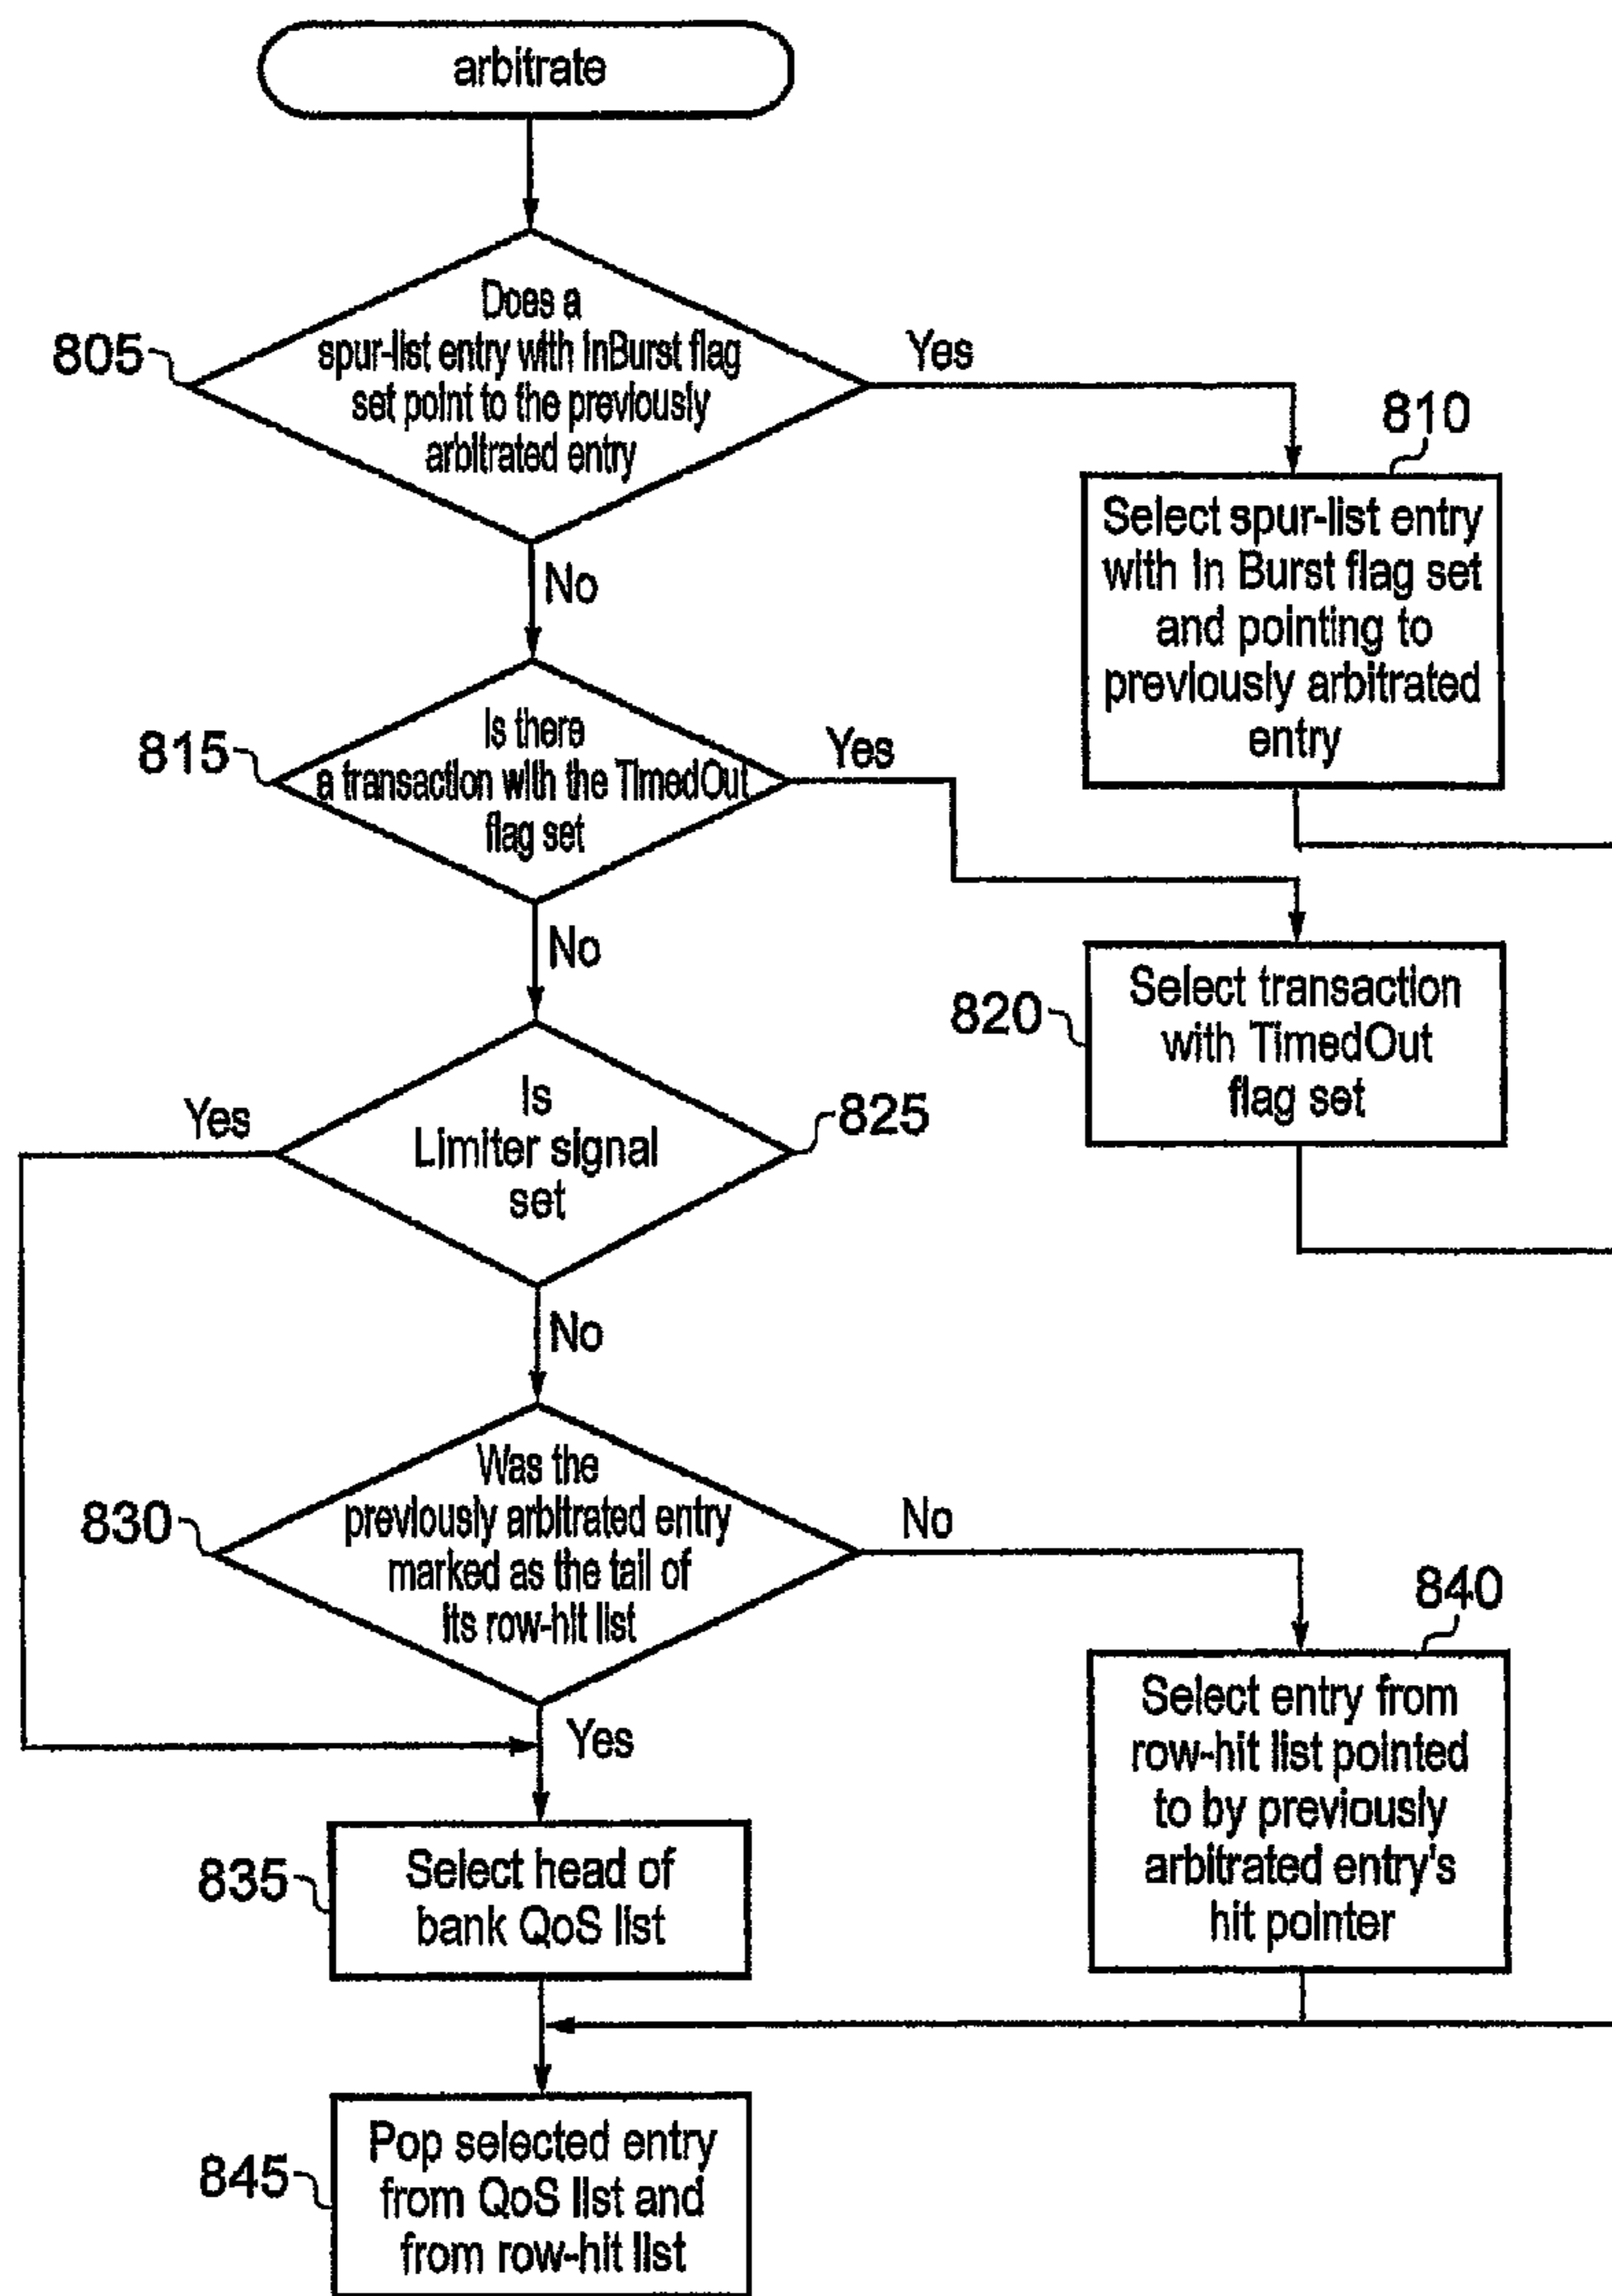 arbitrate
Does a
spur-list entry with InBurst flag
set point to the previously
arbitrated entry
805
Yes
No
810
Select spur-list entry
with In Burst flag set
and pointing to
previously arbitrated
entry
Is there
a transaction with the TimedOut
flag set
815
Yes
No
820
Select transaction
with TimedOut
flag set
Is
Limiter signal
set
825
Yes
No
Was the
previously arbitrated entry
marked as the tail of
its row-hit list
830
No
Yes
840
Select entry from
row-hit list pointed
to by previously
arbitrated entry's
hit pointer
835
Select head of
bank QoS list
845
Pop selected entry
from QoS list and
from row-hit list